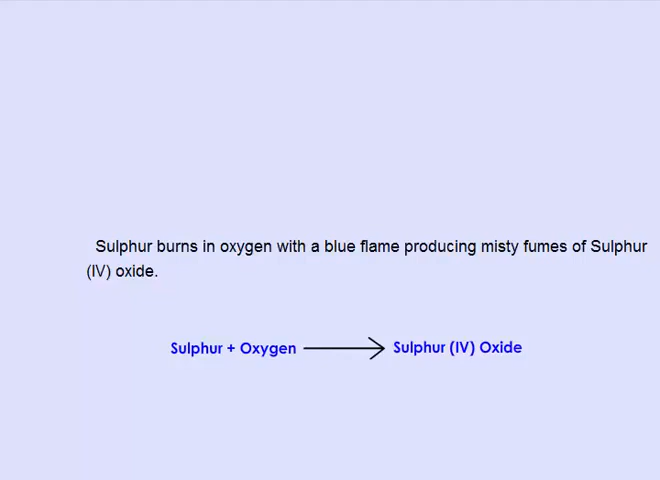 Sulphur burns in oxygen with a blue flame producing misty fumes of Sulphur
(IV) oxide.
Sulphur + Oxygen → Sulphur (IV) Oxide